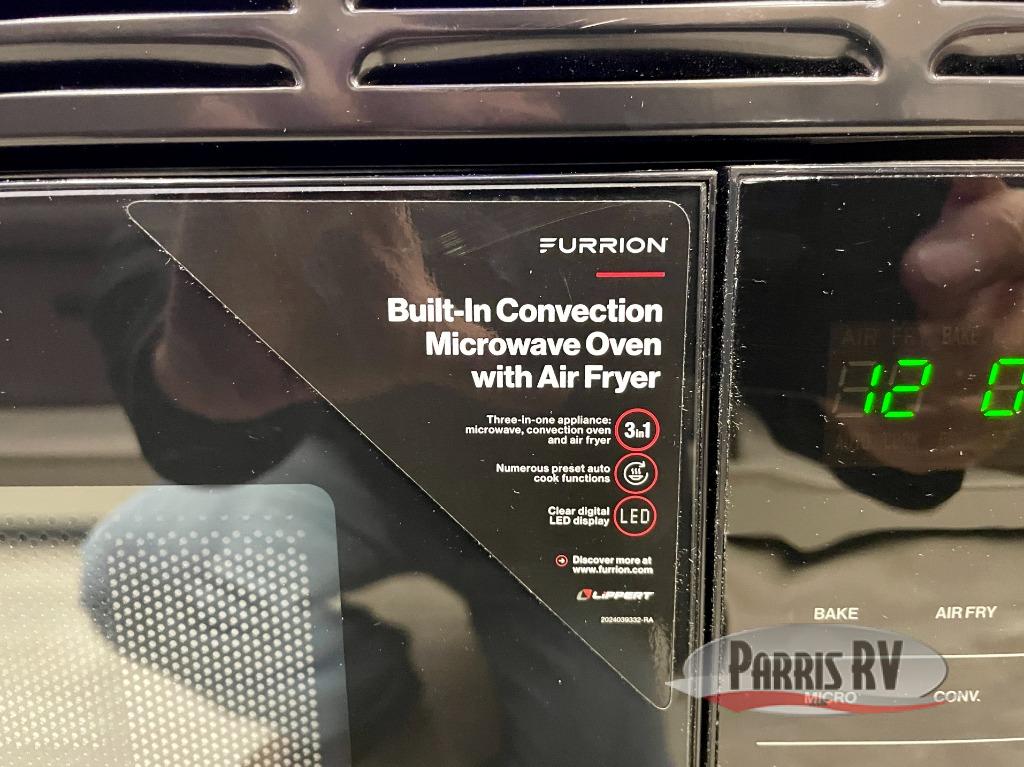 FURRION
Built-In Convection
Microwave Oven
with Air Fryer
Three-in-one appliance:
microwave, convection oven
and air fryer
3in1
Numerous preset auto
cook functions
Clear digital
LED display
LED
Discover more at
www.furrion.com
LiPPERT
2024039332-RA
AIR FRY BAKE
12 0
BAKE AIR FRY
PARRIS RV
MICRO CONV.